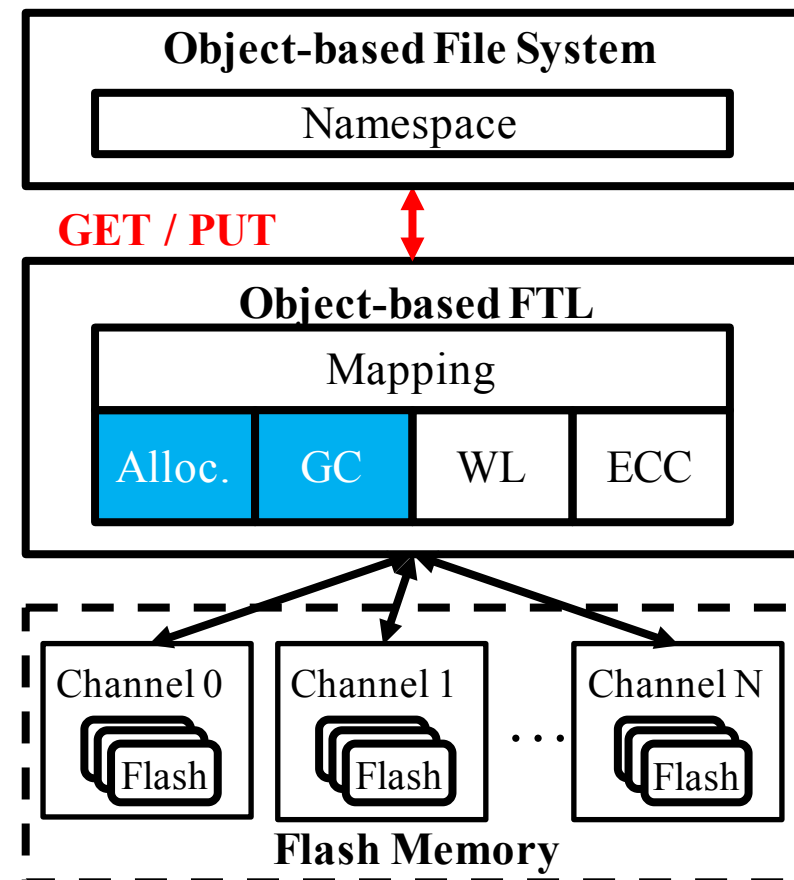 Object-based File System
Namespace
GET / PUT
Object-based FTL
Mapping
Alloc. GC WL ECC
Channel 0 Channel 1 ... Channel N
Flash Flash Flash
Flash Memory